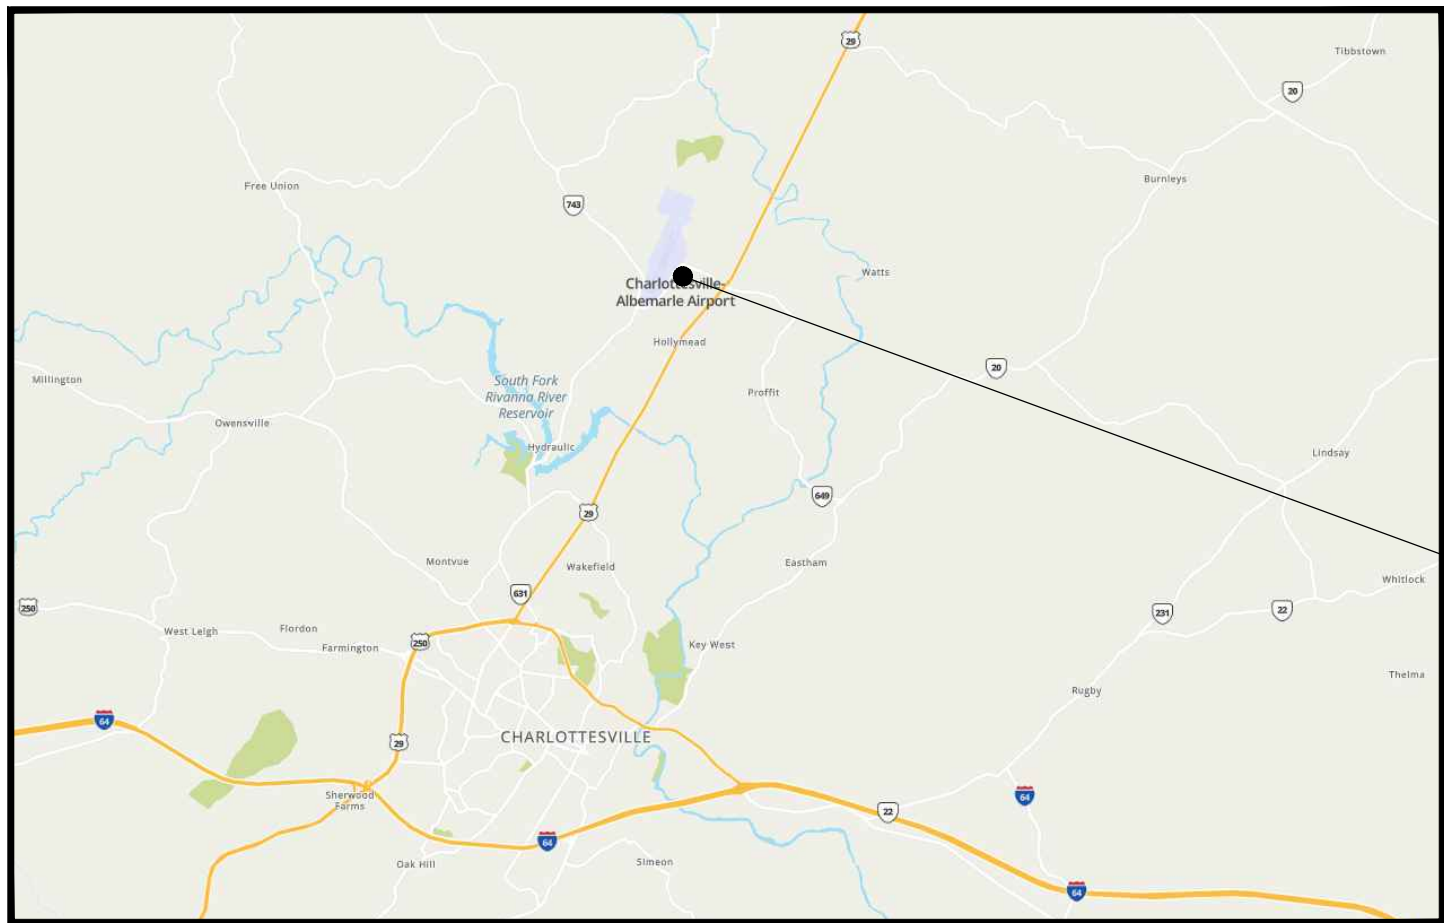 29
Tibbstown
20
Burnleys
Free Union
743
Watts
Charlottesville-
Albemarle Airport
Hollymead
20
Millington
South Fork
Rivanna River
Reservoir
Proffit
Owensville
Hydraulic
Lindsay
649
29
Montvue
Wakefield
Eastham
Whitlock
631
250
231
22
West Leigh
Flordon
Farmington
250
Key West
Thelma
Rugby
64
29
CHARLOTTESVILLE
Sherwood
Farms
64
22
64
Oak Hill
Simeon
64